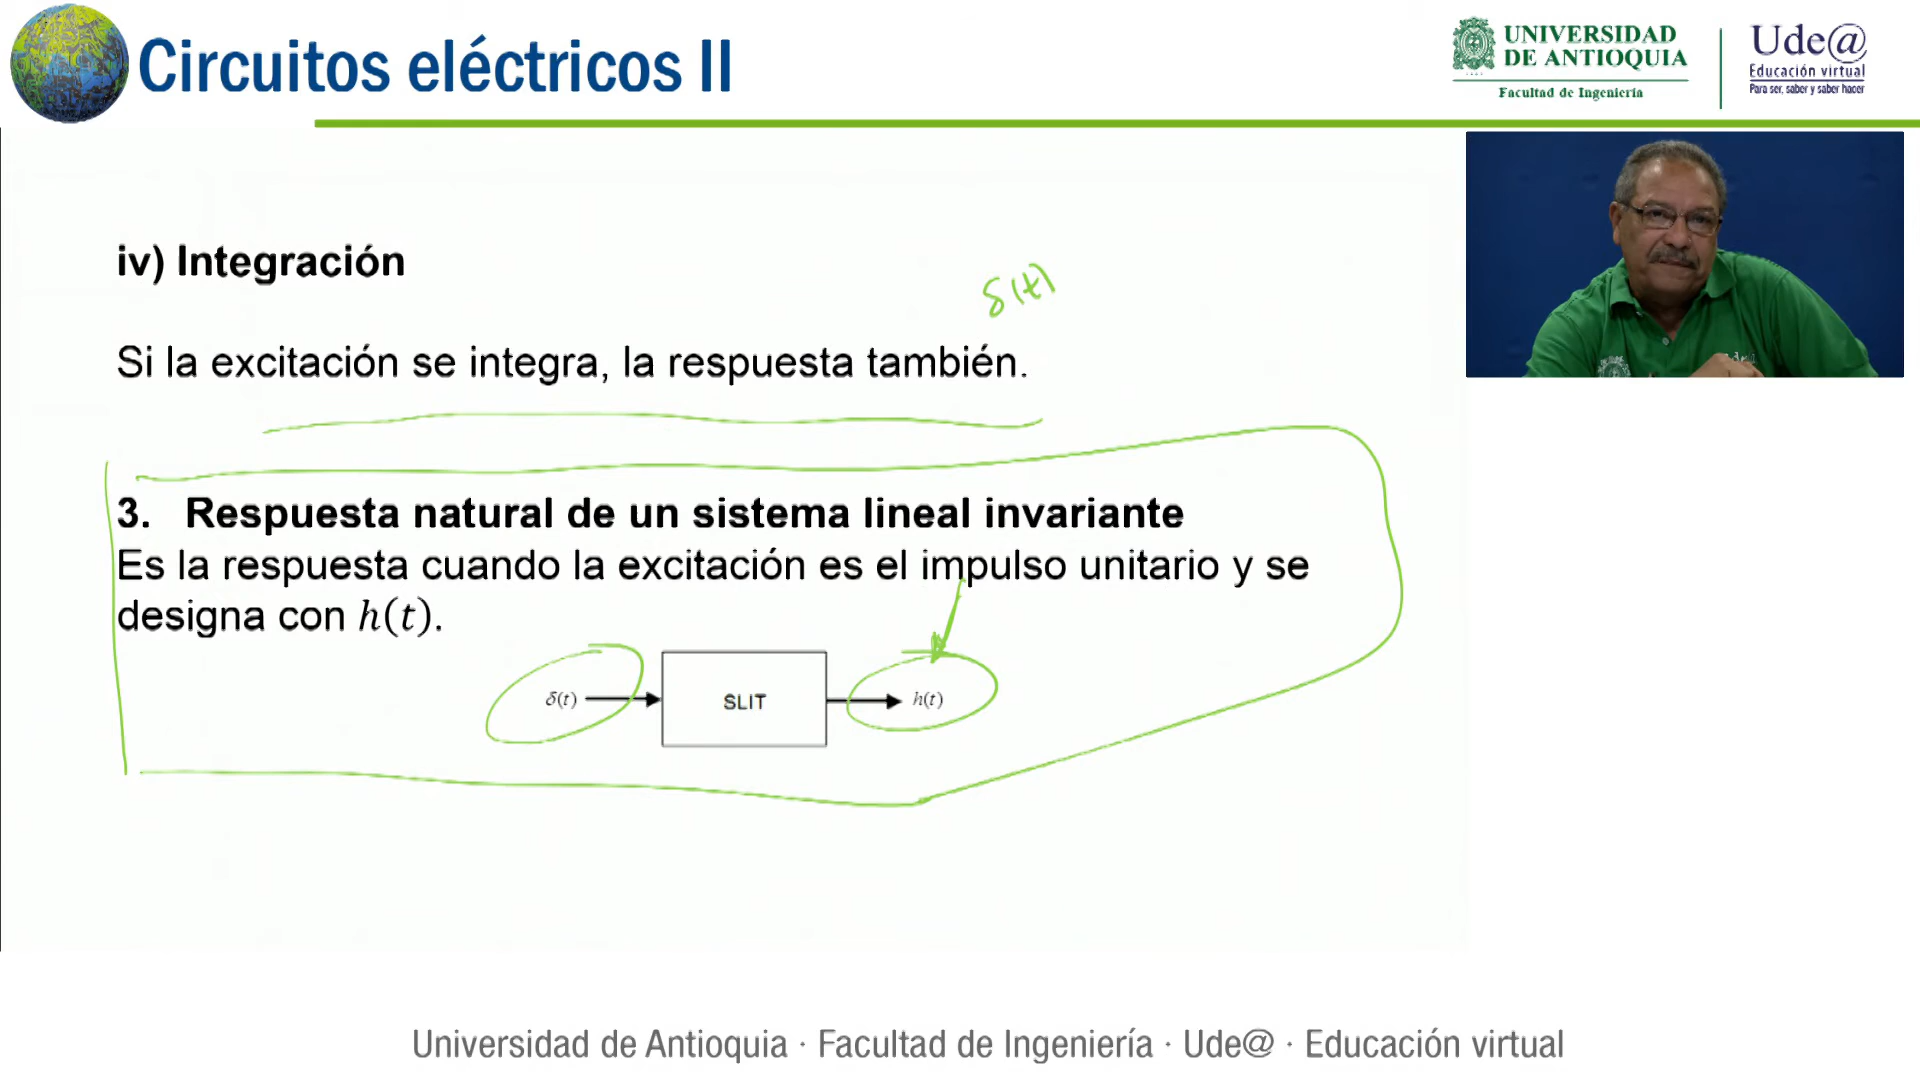 Circuitos eléctricos II
UNIVERSIDAD
DE ANTIOQUIA
Facultad de Ingeniería
Ude@
Educación virtual
Para ser, saber y saber hacer
iv) Integración
δ(t)
Si la excitación se integra, la respuesta también.
3. Respuesta natural de un sistema lineal invariante
Es la respuesta cuando la excitación es el impulso unitario y se
designa con h(t).
δ(t) SLIT h(t)
Universidad de Antioquia · Facultad de Ingeniería · Ude@ · Educación virtual